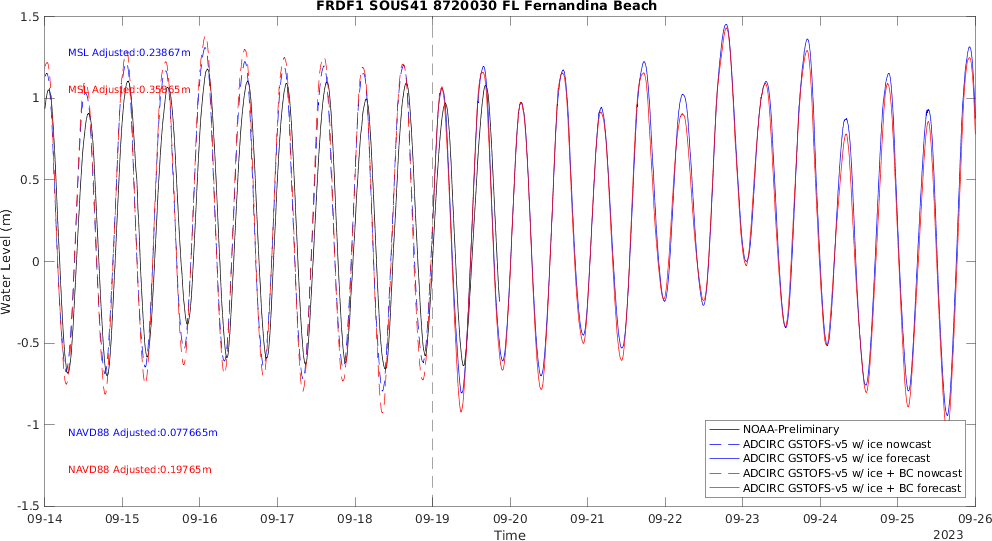 FRDF1 SOUS41 8720030 FL Fernandina Beach
1.5
1
0.5
0
-0.5
-1
-1.5
Water Level (m)
MSL Adjusted:0.23867m
MSL Adjusted:0.35865m
NAVD88 Adjusted:0.077665m
NAVD88 Adjusted:0.19765m
NOAA-Preliminary
ADCIRC GSTOFS-v5 w/ ice nowcast
ADCIRC GSTOFS-v5 w/ ice forecast
ADCIRC GSTOFS-v5 w/ ice + BC nowcast
ADCIRC GSTOFS-v5 w/ ice + BC forecast
09-14 09-15 09-16 09-17 09-18 09-19 09-20 09-21 09-22 09-23 09-24 09-25 09-26
Time
2023